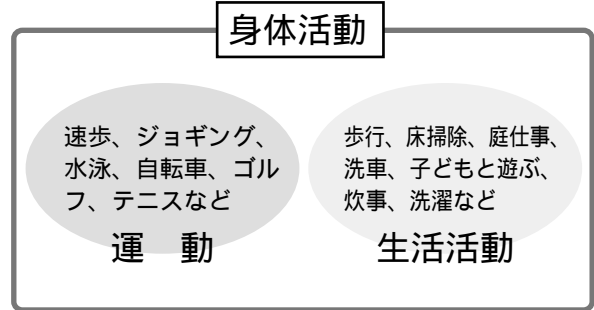 身体活動
速歩、ジョギング、
水泳、自転車、ゴル
フ、テニスなど
運　動
歩行、床掃除、庭仕事、
洗車、子どもと遊ぶ、
炊事、洗濯など
生活活動